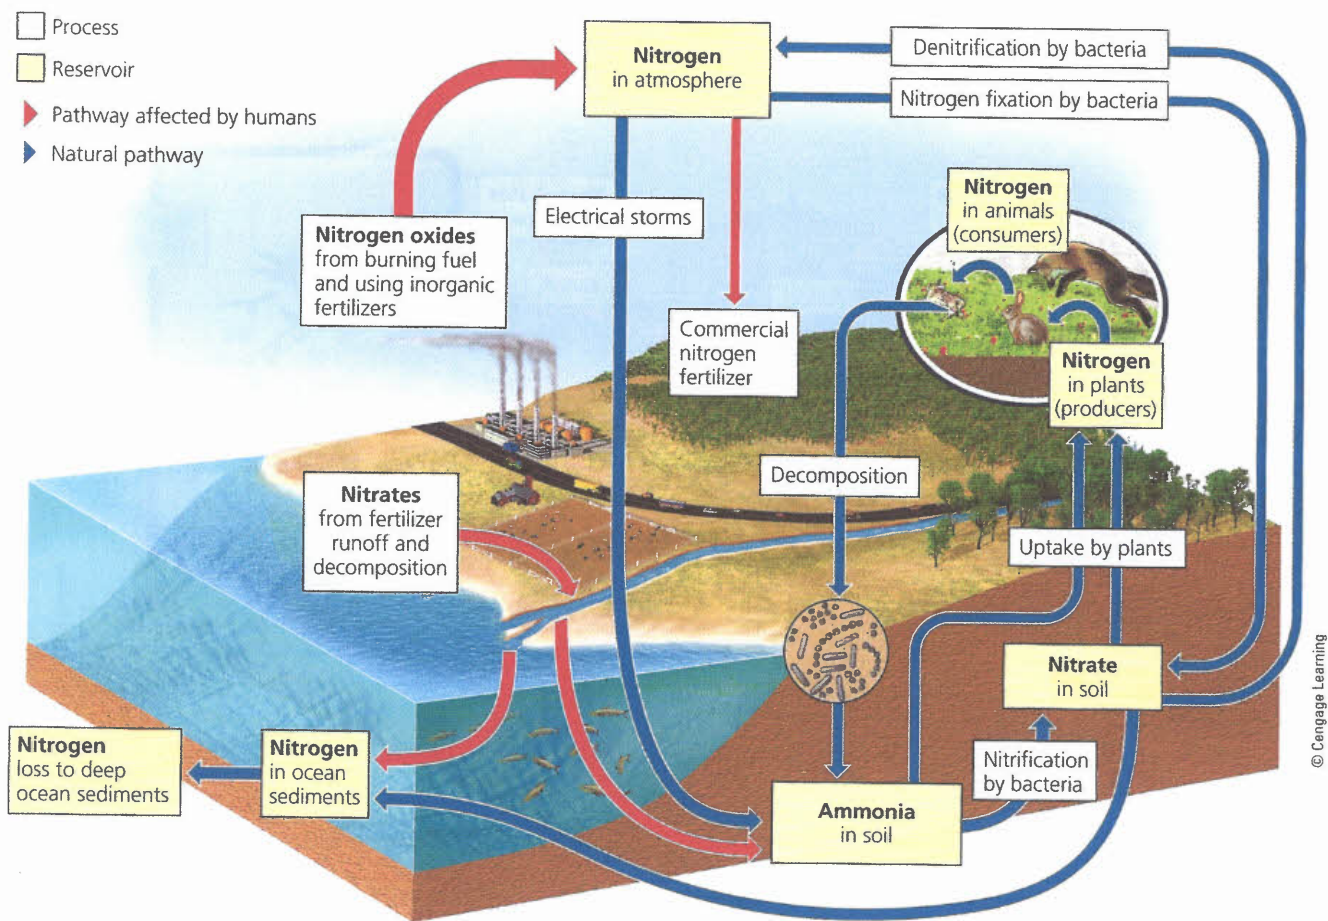 Process
Reservoir
Pathway affected by humans
Natural pathway
Nitrogen
in atmosphere
Denitrification by bacteria
Nitrogen fixation by bacteria
Nitrogen
in animals
(consumers)
Electrical storms
Nitrogen oxides
from burning fuel
and using inorganic
fertilizers
Commercial
nitrogen
fertilizer
Nitrogen
in plants
(producers)
Decomposition
Nitrates
from fertilizer
runoff and
decomposition
Uptake by plants
Nitrate
in soil
Nitrogen
loss to deep
ocean sediments
Nitrogen
in ocean
sediments
Nitrification
by bacteria
Ammonia
in soil
© Cengage Learning